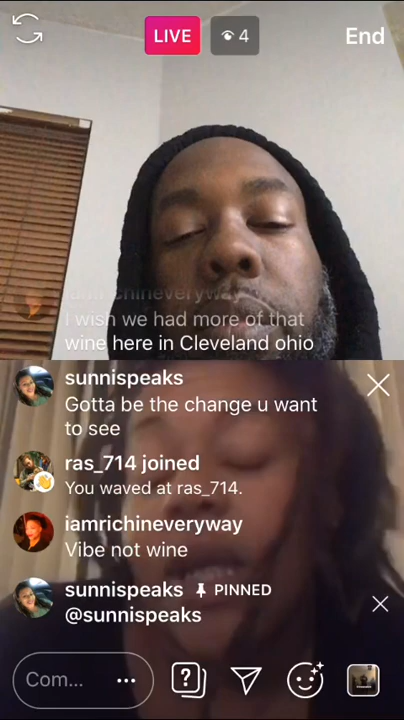 LIVE
4
End
iamrichineveryway
I wish we had more of that
wine here in Cleveland ohio
sunnispeaks
Gotta be the change u want
to see
ras_714 joined
You waved at ras_714.
iamrichineveryway
Vibe not wine
sunnispeaks PINNED
@sunnispeaks
Com...